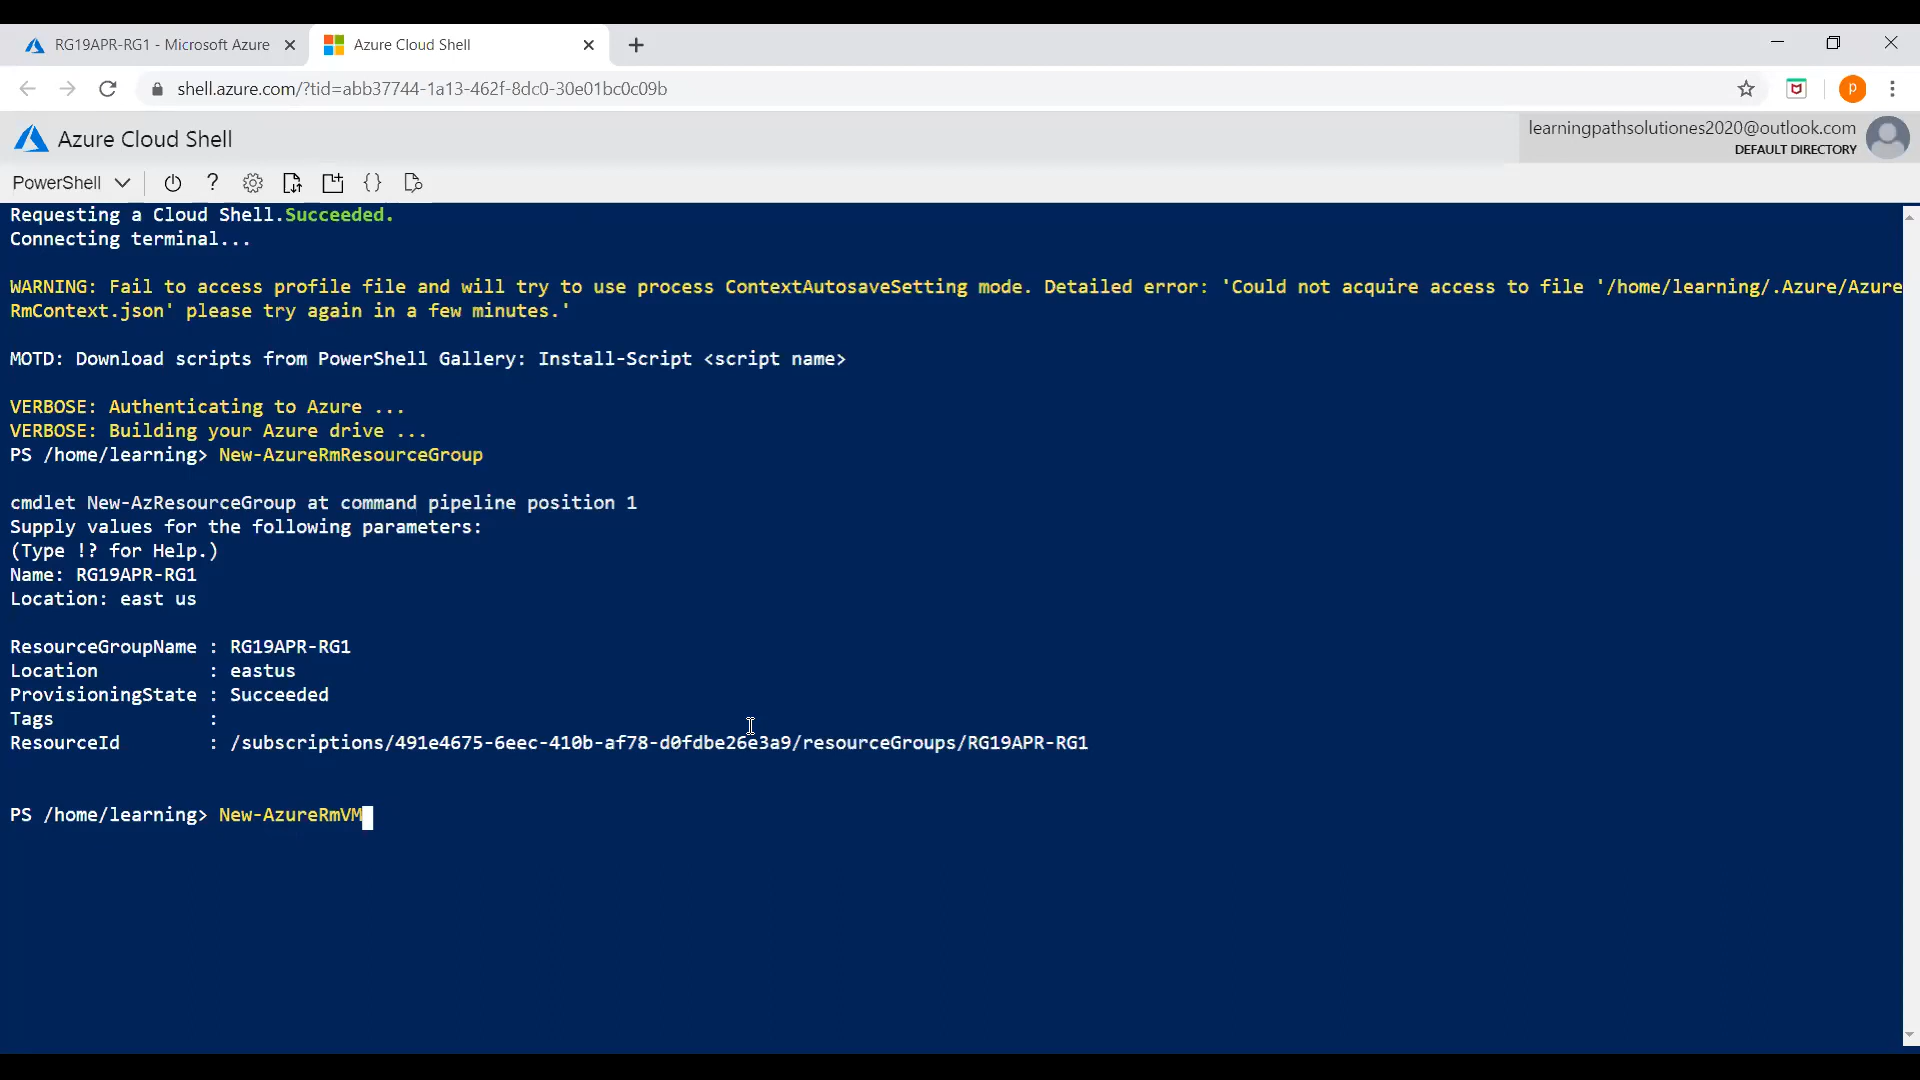 RG19APR-RG1 - Microsoft Azure
Azure Cloud Shell
shell.azure.com/?tid=abb37744-1a13-462f-8dc0-30e01bc0c09b
P
Azure Cloud Shell
learningpathsolutiones2020@outlook.com
DEFAULT DIRECTORY
PowerShell
Requesting a Cloud Shell.Succeeded.
Connecting terminal...
WARNING: Fail to access profile file and will try to use process ContextAutosaveSetting mode. Detailed error: 'Could not acquire access to file '/home/learning/.Azure/Azure
RmContext.json' please try again in a few minutes.'
MOTD: Download scripts from PowerShell Gallery: Install-Script <script name>
VERBOSE: Authenticating to Azure ...
VERBOSE: Building your Azure drive ...
PS /home/learning> New-AzureRmResourceGroup
cmdlet New-AzResourceGroup at command pipeline position 1
Supply values for the following parameters:
(Type !? for Help.)
Name: RG19APR-RG1
Location: east us
ResourceGroupName : RG19APR-RG1
Location : eastus
ProvisioningState : Succeeded
Tags :
ResourceId : /subscriptions/491e4675-6eec-410b-af78-d0fdbe26e3a9/resourceGroups/RG19APR-RG1
PS /home/learning> New-AzureRmVM